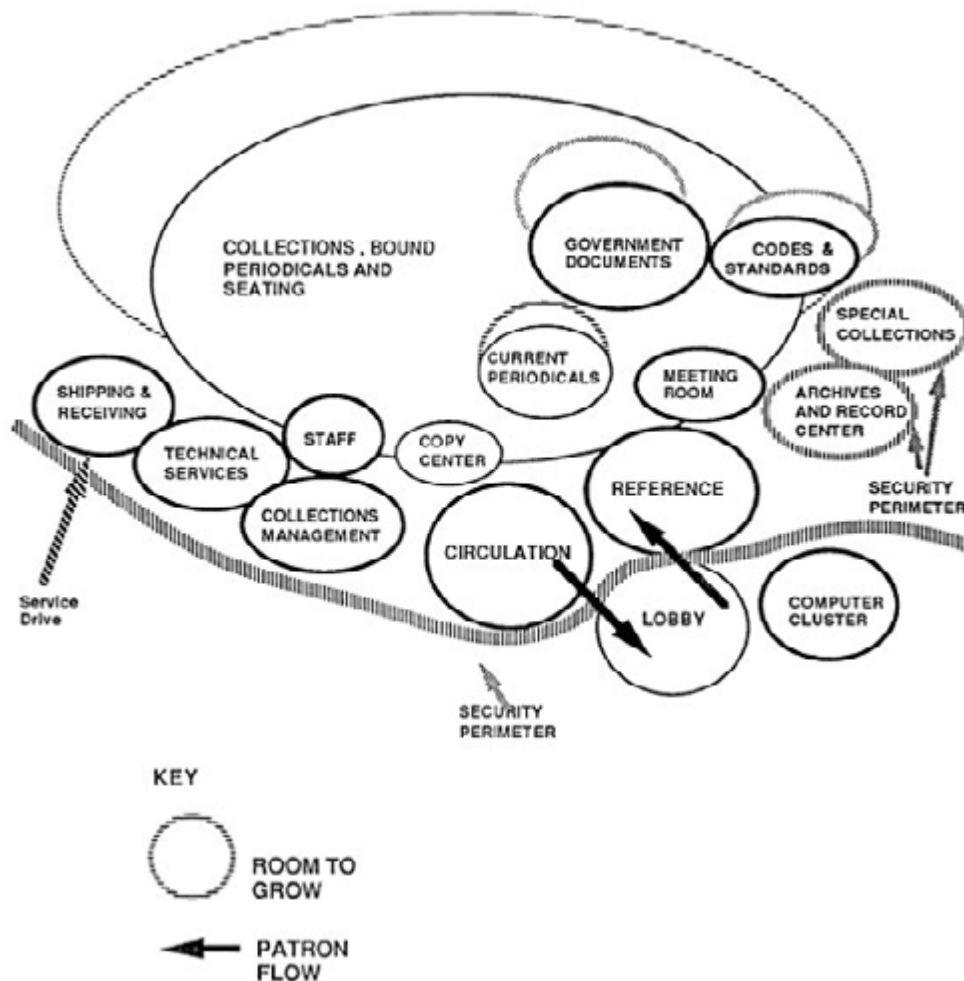 COLLECTIONS, BOUND
PERIODICALS AND
SEATING
GOVERNMENT
DOCUMENTS
CODES &
STANDARDS
SPECIAL
COLLECTIONS
CURRENT
PERIODICALS
MEETING
ROOM
ARCHIVES
AND RECORD
CENTER
SHIPPING &
RECEIVING
TECHNICAL
SERVICES
STAFF
COPY
CENTER
COLLECTIONS
MANAGEMENT
REFERENCE
SECURITY
PERIMETER
CIRCULATION
LOBBY
COMPUTER
CLUSTER
Service
Drive
SECURITY
PERIMETER
KEY
ROOM TO
GROW
PATRON
FLOW